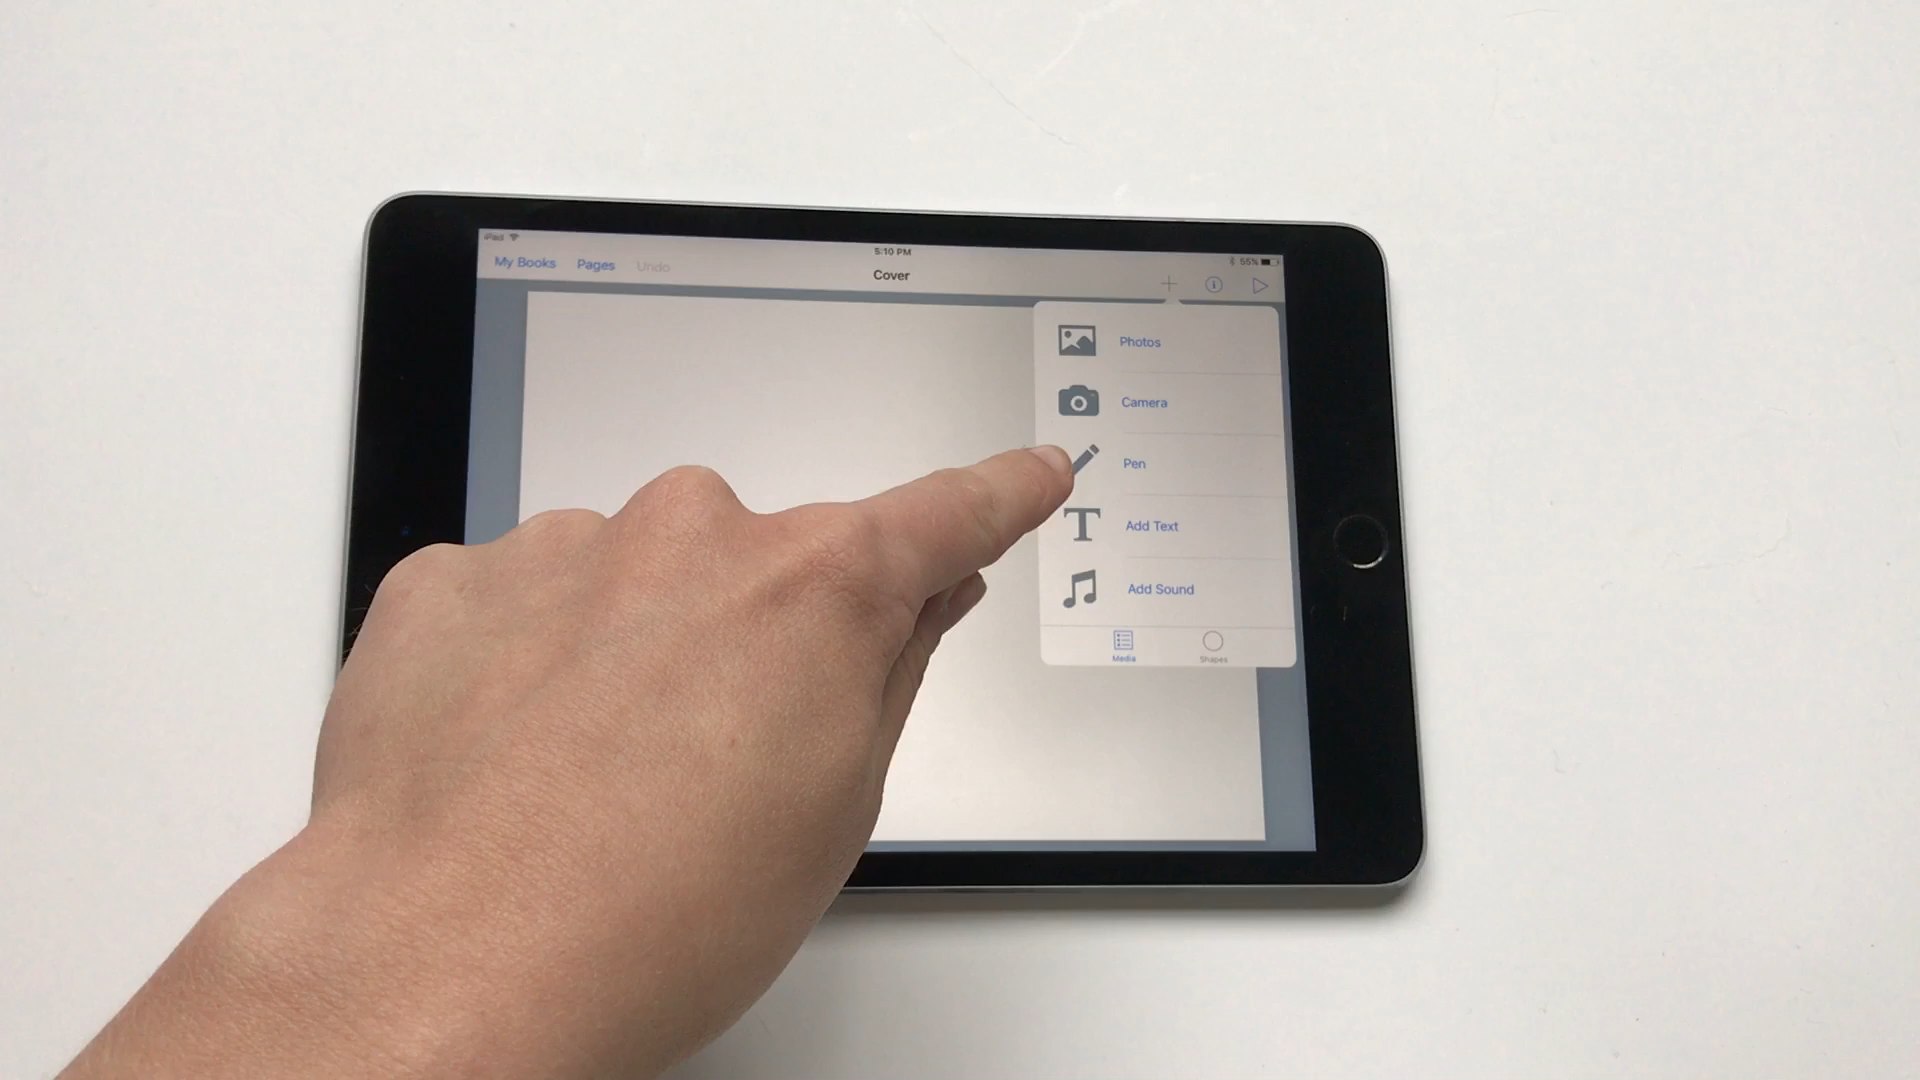 iPad
5:10 PM
55%
My Books Pages Undo
Cover
Photos
Camera
Pen
Add Text
Add Sound
Media Shapes